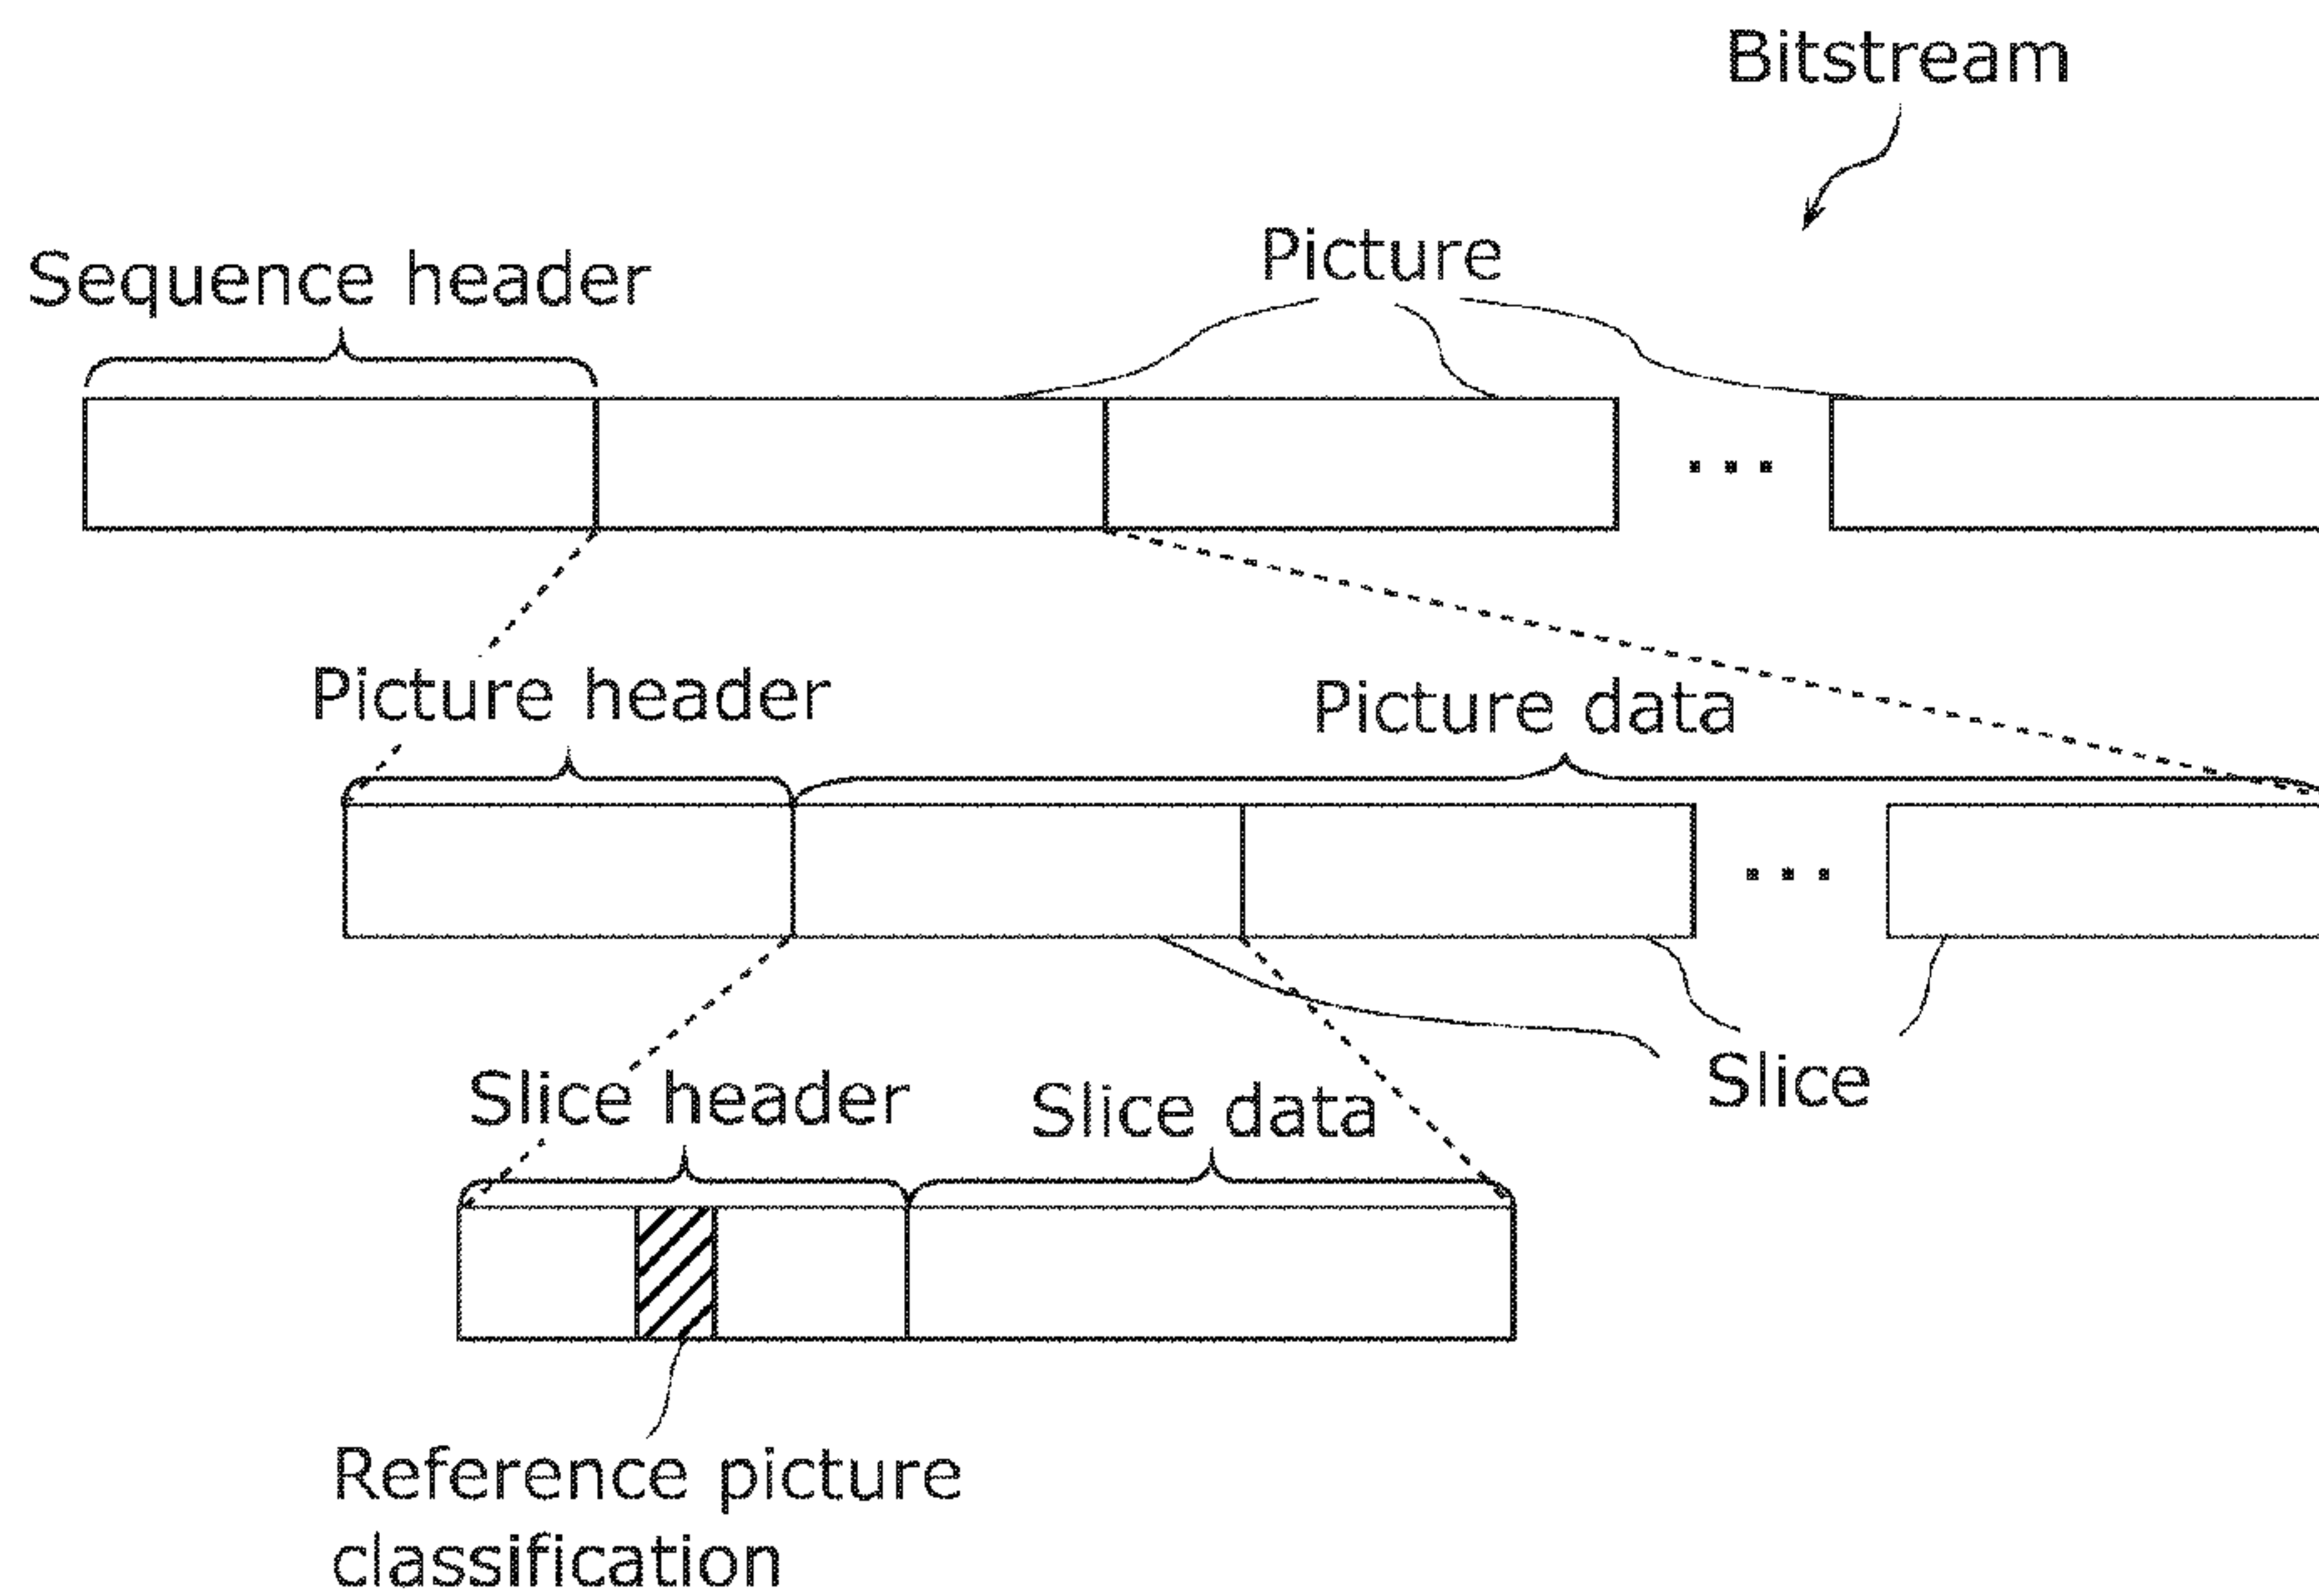 Bitstream
Picture
Sequence header
...
Picture header
Picture data
...
Slice
Slice header
Slice data
Reference picture
classification